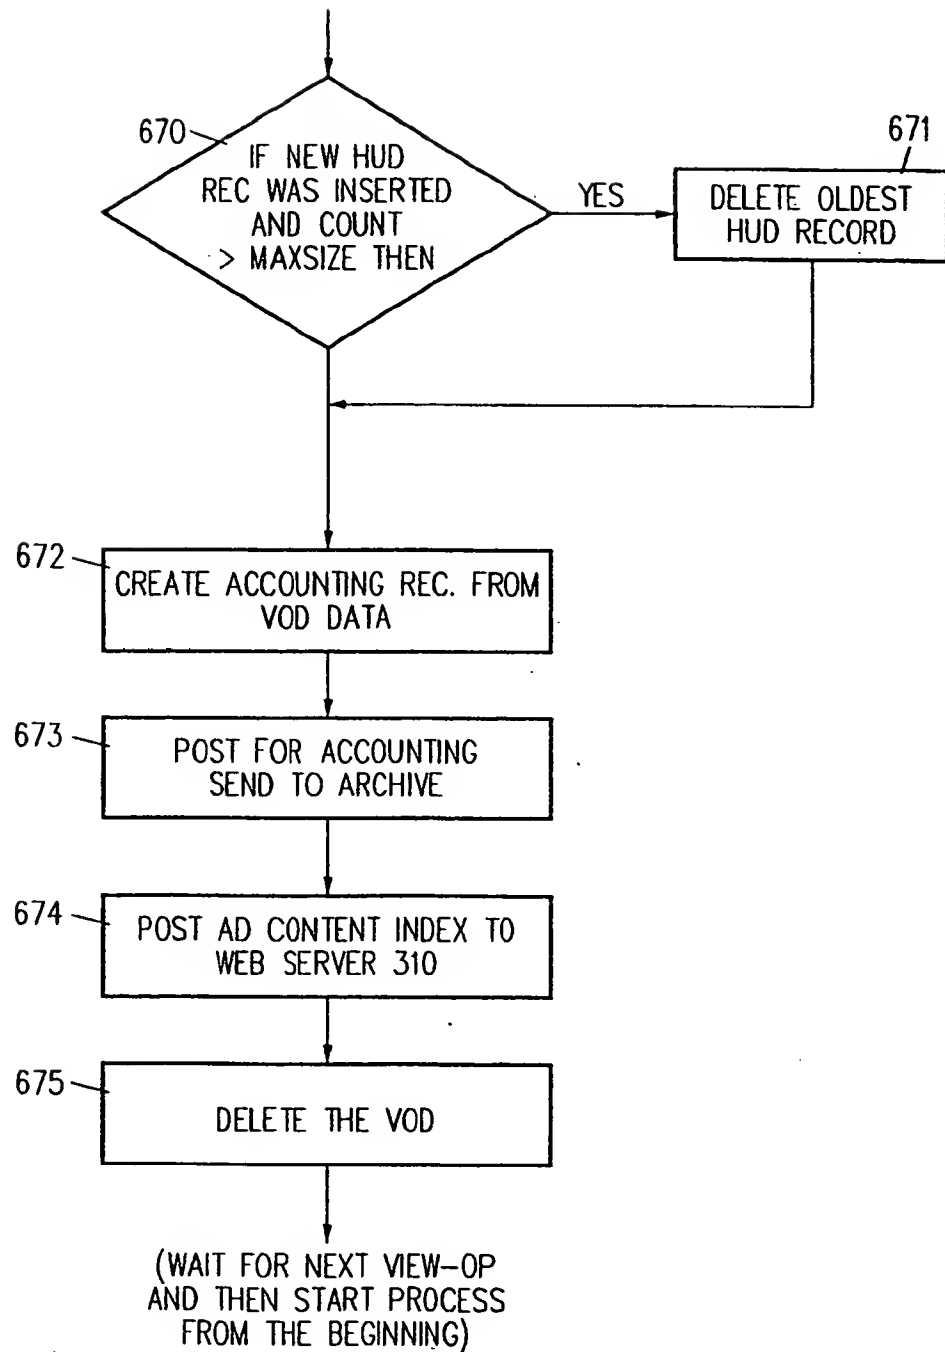 670
IF NEW HUD
REC WAS INSERTED
AND COUNT
> MAXSIZE THEN
YES
671
DELETE OLDEST
HUD RECORD
672
CREATE ACCOUNTING REC. FROM
VOD DATA
673
POST FOR ACCOUNTING
SEND TO ARCHIVE
674
POST AD CONTENT INDEX TO
WEB SERVER 310
675
DELETE THE VOD
(WAIT FOR NEXT VIEW-OP
AND THEN START PROCESS
FROM THE BEGINNING)